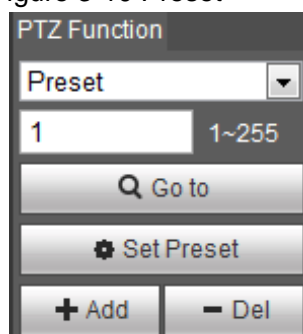 PTZ Function
Preset
1 1~255
Go to
Set Preset
Add Del